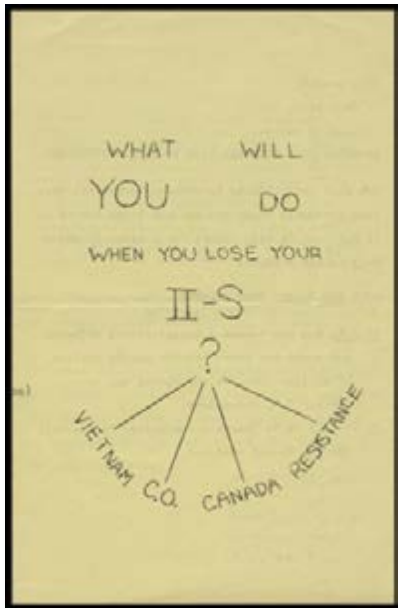 WHAT WILL
YOU DO
WHEN YOU LOSE YOUR
II-S
?
VIETNAM C.O. CANADA RESISTANCE